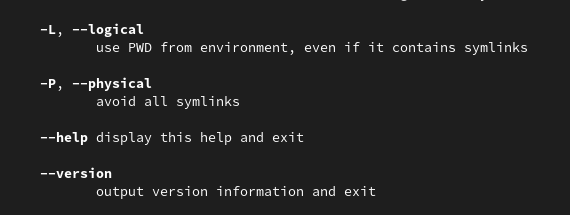 -L, --logical
use PWD from environment, even if it contains symlinks
-P, --physical
avoid all symlinks
--help display this help and exit
--version
output version information and exit